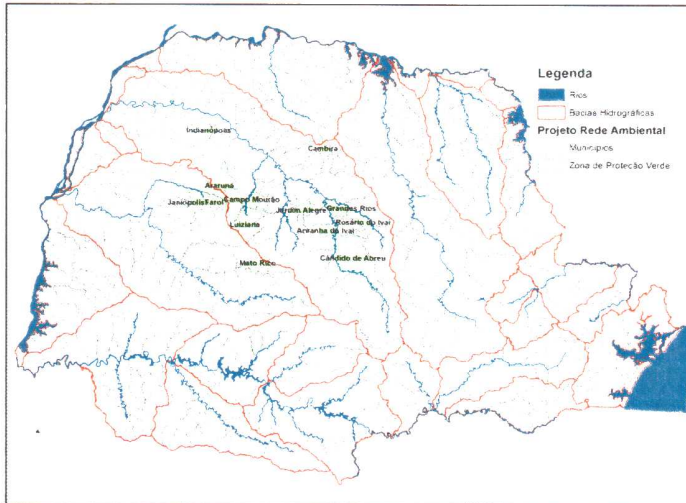 Legenda
Rios
Bacias Hidrográficas
Projeto Rede Ambiental
Municípios
Zona de Proteção Verde
Indianópolis
Cambira
Araruna
Janiópolis Farol Campo Mourão
Jardim Alegre Grandes Rios
Luiziana
Rosário do Ivaí
Ariranha do Ivaí
Mato Rico
Cândido de Abreu